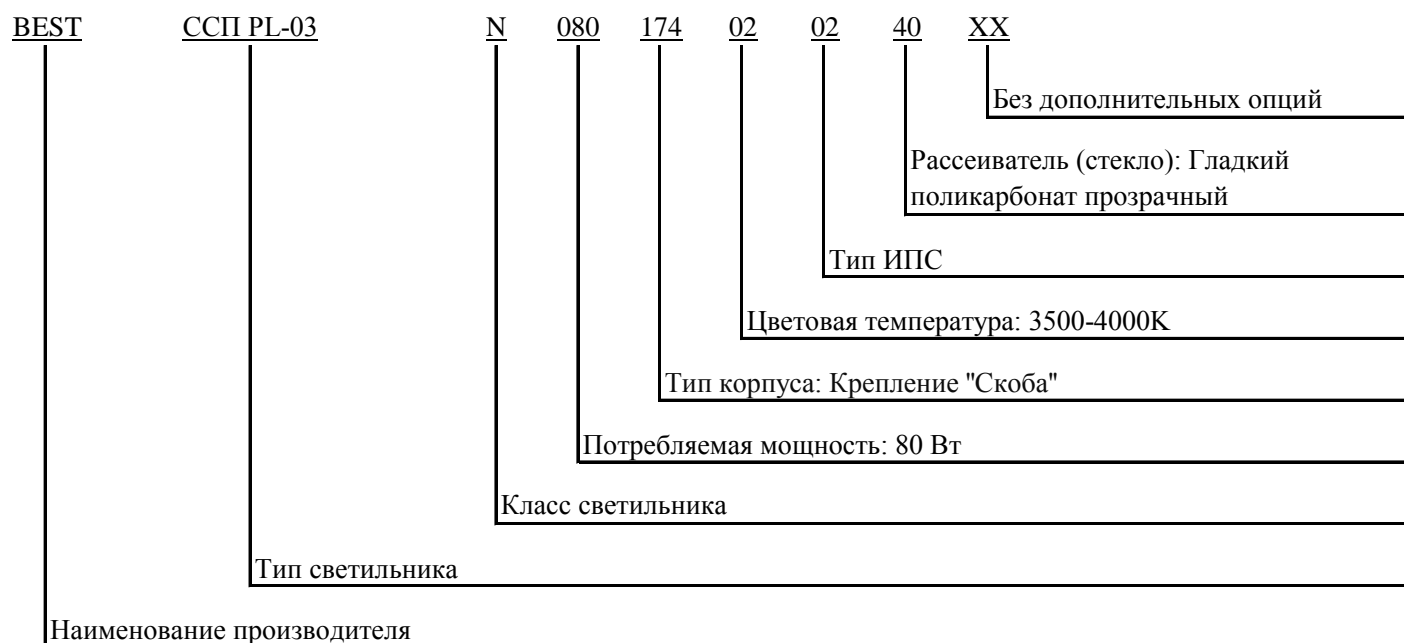 BEST ССП PL-03 N 080 174 02 02 40 XX
Без дополнительных опций
Рассеиватель (стекло): Гладкий
поликарбонат прозрачный
Тип ИПС
Цветовая температура: 3500-4000К
Тип корпуса: Крепление "Скоба"
Потребляемая мощность: 80 Вт
Класс светильника
Тип светильника
Наименование производителя